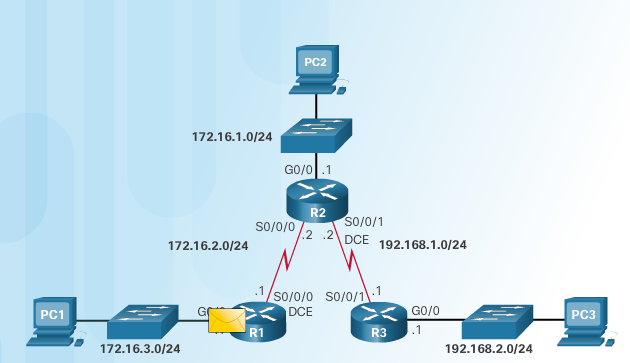 PC2
172.16.1.0/24
G0/0 .1
R2
S0/0/0 S0/0/1
.2 .2 DCE
172.16.2.0/24 192.168.1.0/24
.1 S0/0/0 S0/0/1 .1
DCE
PC1 R1 R3 G0/0 PC3
.1
172.16.3.0/24 192.168.2.0/24